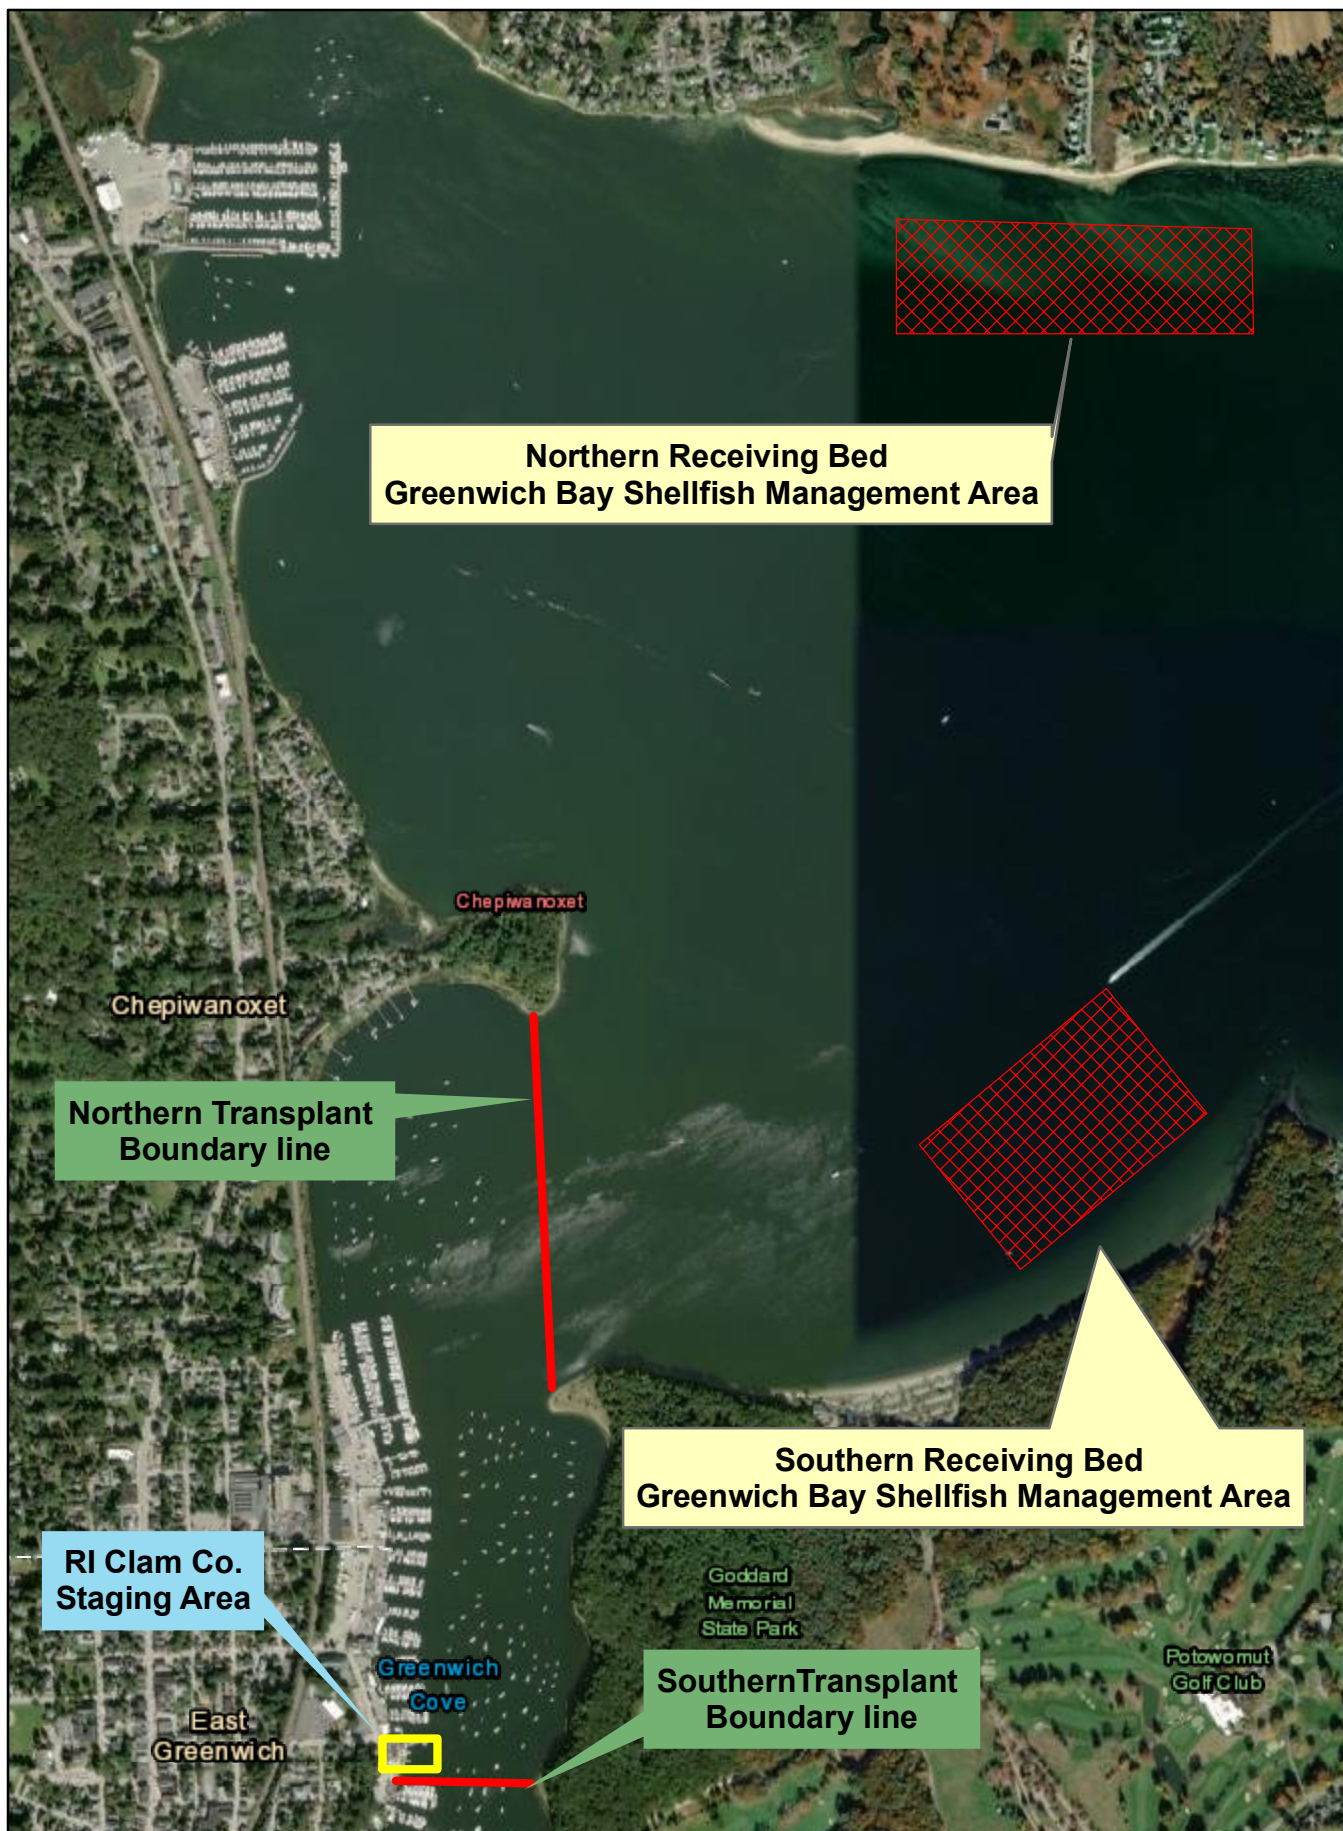 Northern Receiving Bed
Greenwich Bay Shellfish Management Area
Chepiwanoxet
Chepiwanoxet
Northern Transplant
Boundary line
Southern Receiving Bed
Greenwich Bay Shellfish Management Area
RI Clam Co.
Staging Area
Goddard
Memorial
State Park
Greenwich
Cove
SouthernTransplant
Boundary line
Potowomut
Golf Club
East
Greenwich